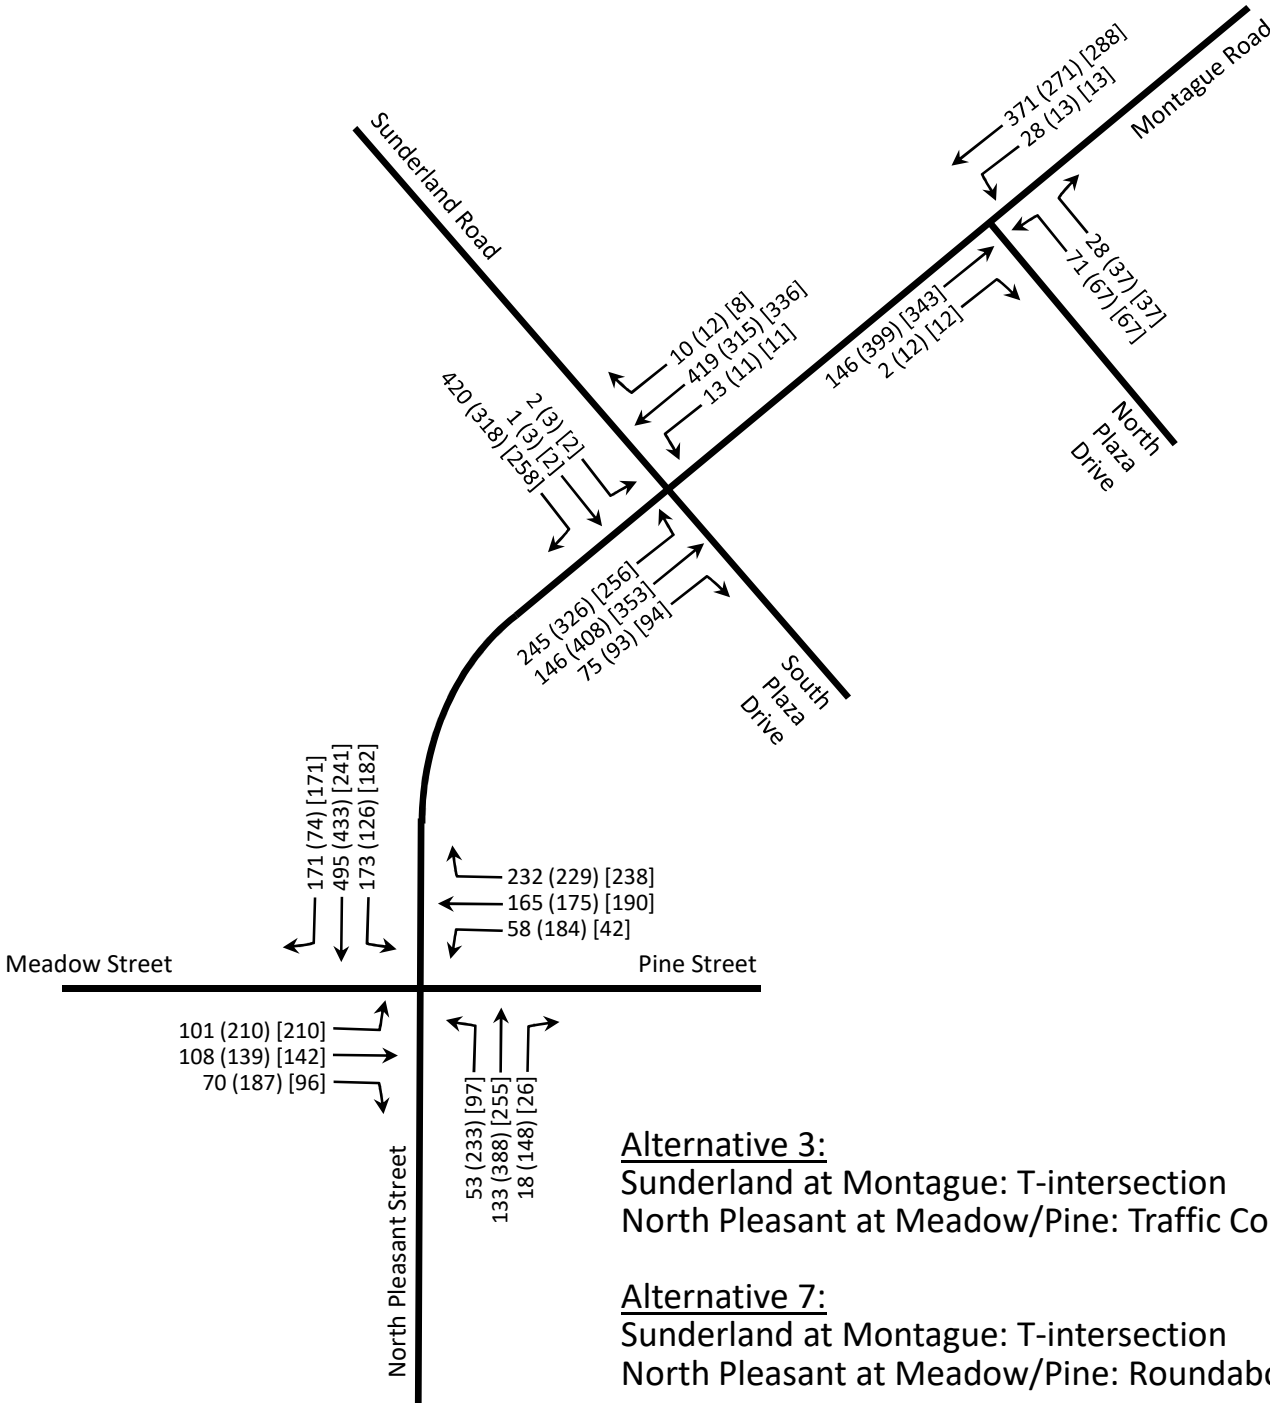 371 (271) [288]
28 (13) [13]
Montague Road
Sunderland Road
28 (37) [37]
71 (67) [67]
146 (399) [343]
2 (12) [12]
10 (12) [8]
419 (315) [336]
13 (11) [11]
2 (3) [2]
1 (3) [2]
420 (318) [258]
North
Plaza
Drive
245 (326) [256]
146 (408) [353]
75 (93) [94]
South
Plaza
Drive
171 (74) [171]
495 (433) [241]
173 (126) [182]
232 (229) [238]
165 (175) [190]
58 (184) [42]
Meadow Street
Pine Street
101 (210) [210]
108 (139) [142]
70 (187) [96]
53 (233) [97]
133 (388) [255]
18 (148) [26]
North Pleasant Street
Alternative 3:
Sunderland at Montague: T-intersection
North Pleasant at Meadow/Pine: Traffic Co
Alternative 7:
Sunderland at Montague: T-intersection
North Pleasant at Meadow/Pine: Roundabo